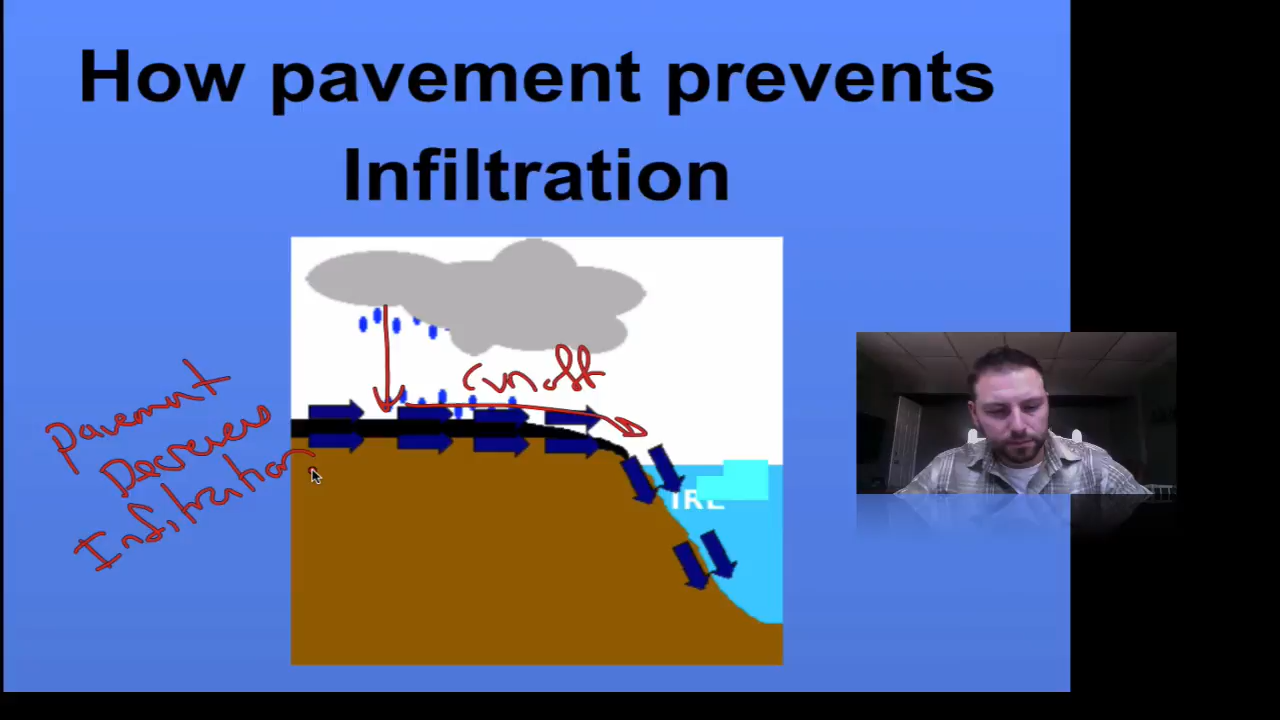 How pavement prevents
Infiltration
runoff
Pavement
Decreases
Infiltration